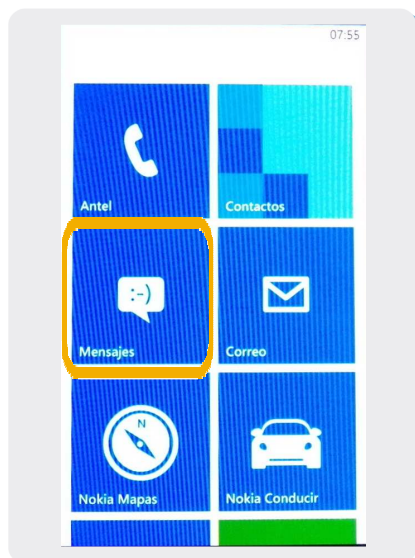 07:55
Antel
Contactos
:-)
Mensajes
Correo
N
Nokia Mapas
Nokia Conducir